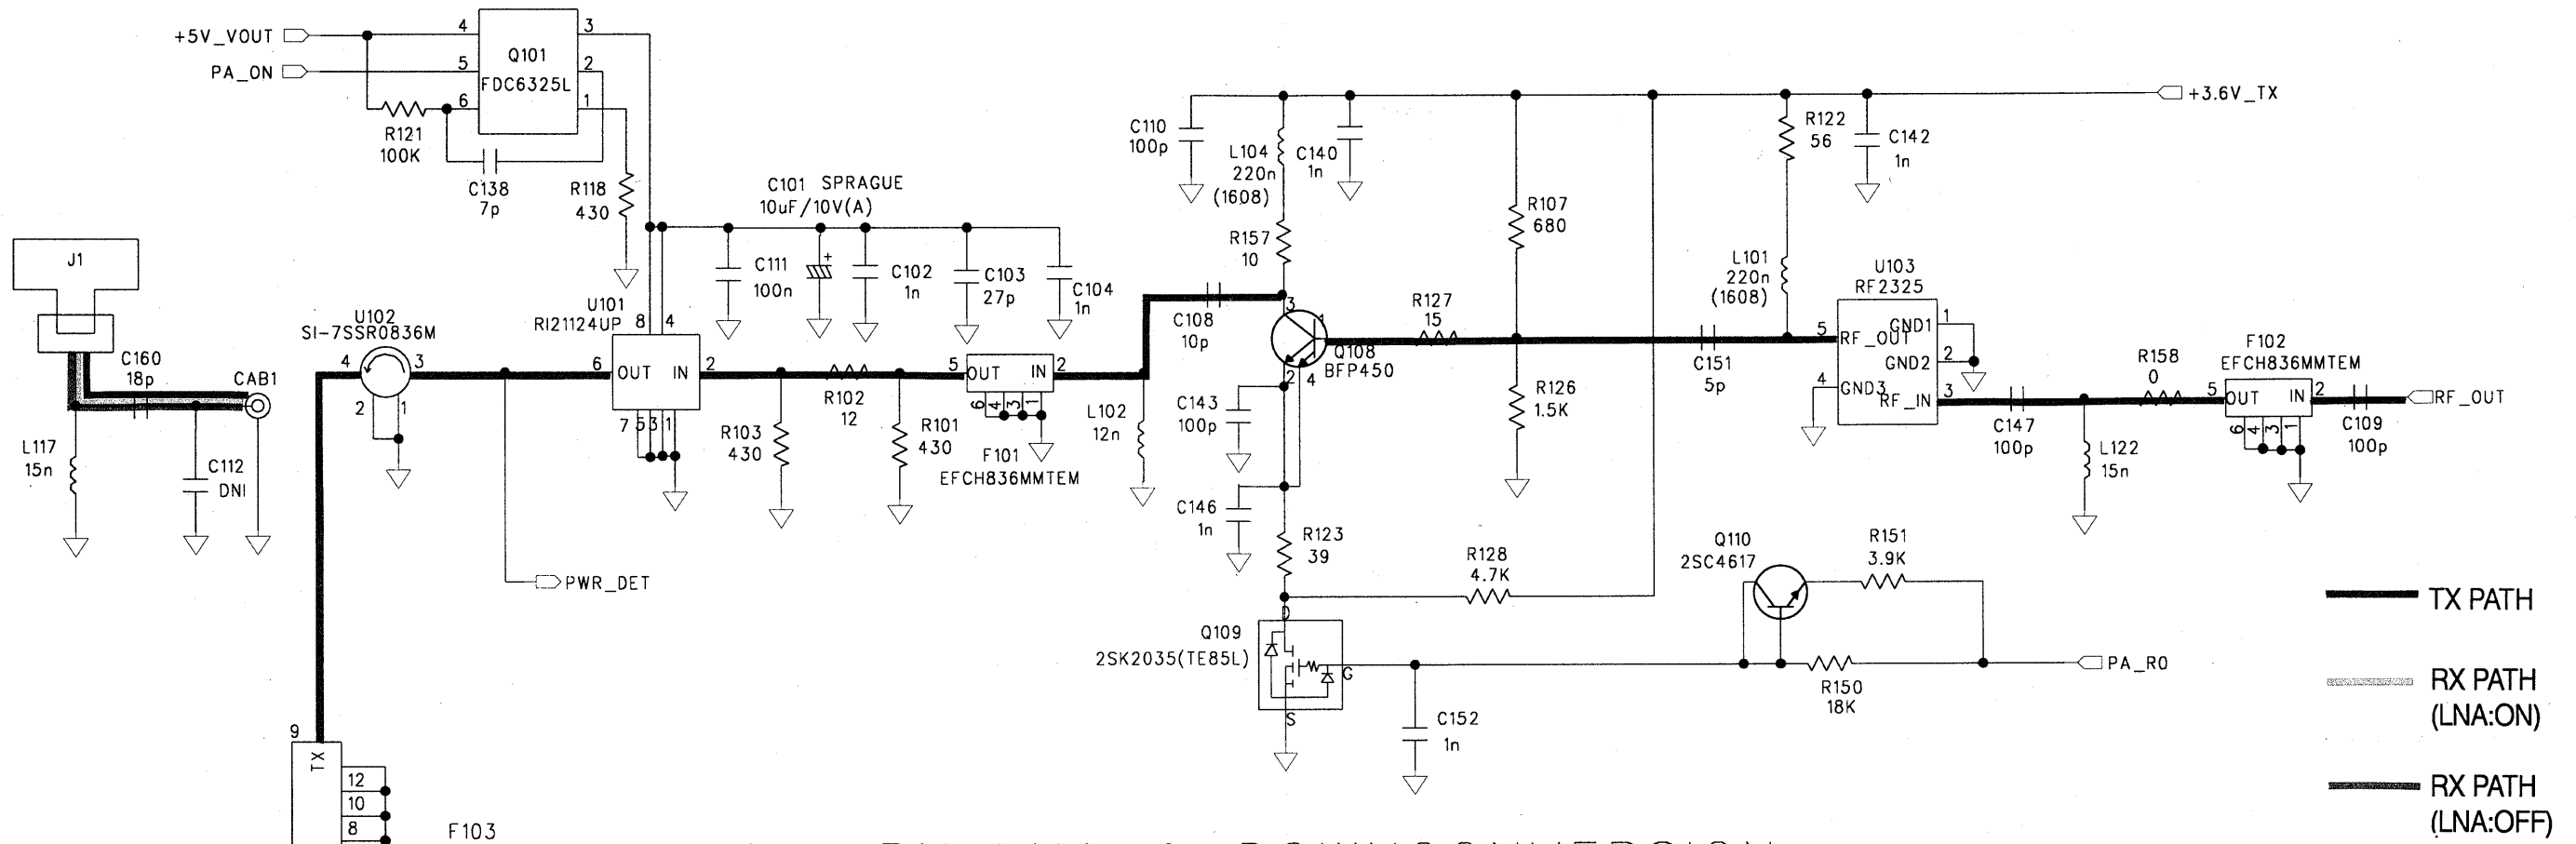 +5V_VOUT
PA_ON
4
5
6
Q101
FDC6325L
3
2
1
R121
100K
C138
7p
R118
430
C101 SPRAGUE
10uF/10V(A)
C111
100n
+
C102
1n
C103
27p
C104
1n
C110
100p
L104
220n
(1608)
C140
1n
R157
10
R107
680
R122
56
C142
1n
+3.6V_TX
L101
220n
(1608)
J1
C160
18p
CAB1
L117
15n
C112
DNI
U102
SI-7SSR0836M
4
3
2
1
U101
RI21124UP
8
4
6
OUT
IN
2
7
5
3
1
R103
430
R102
12
R101
430
5
OUT
IN
2
6
4
3
1
F101
EFCH836MMTEM
L102
12n
C108
10p
3
1
2
4
Q108
BFP450
R127
15
C143
100p
C146
1n
R126
1.5K
C151
5p
U103
RF2325
5
RF_OUT
GND1
1
GND2
2
4
GND3
RF_IN
3
C147
100p
L122
15n
R158
0
F102
EFCH836MMTEM
5
OUT
IN
2
6
4
3
1
C109
100p
RF_OUT
PWR_DET
R123
39
R128
4.7K
Q110
2SC4617
R151
3.9K
D
Q109
2SK2035(TE85L)
G
S
C152
1n
R150
18K
PA_R0
TX PATH
RX PATH
(LNA:ON)
RX PATH
(LNA:OFF)
9
TX
12
10
8
F103